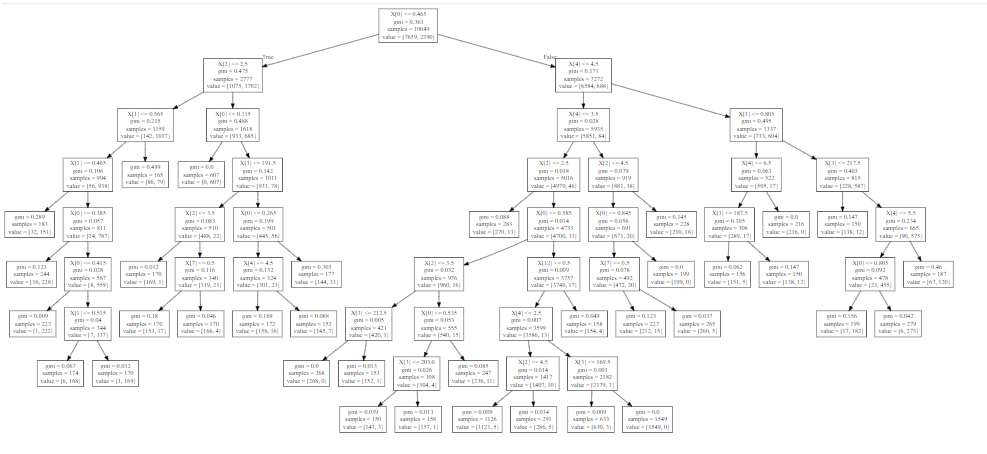 X[0] <= 0.465
gini = 0.363
samples = 10049
value = [7659, 2390]
True
False
X[2] <= 2.5
gini = 0.475
samples = 2777
value = [1075, 1702]
X[4] <= 4.5
gini = 0.171
samples = 7272
value = [6584, 688]
X[1] <= 0.565
gini = 0.215
samples = 1159
value = [142, 1017]
X[0] <= 0.115
gini = 0.488
samples = 1618
value = [933, 685]
X[4] <= 3.5
gini = 0.028
samples = 5935
value = [5851, 84]
X[1] <= 0.805
gini = 0.495
samples = 1337
value = [733, 604]
X[1] <= 0.465
gini = 0.106
samples = 994
value = [56, 938]
gini = 0.499
samples = 165
value = [86, 79]
gini = 0.0
samples = 607
value = [0, 607]
X[3] <= 191.5
gini = 0.142
samples = 1011
value = [933, 78]
X[2] <= 2.5
gini = 0.018
samples = 5016
value = [4970, 46]
X[2] <= 4.5
gini = 0.079
samples = 919
value = [881, 38]
X[4] <= 6.5
gini = 0.063
samples = 522
value = [505, 17]
X[3] <= 217.5
gini = 0.403
samples = 815
value = [228, 587]
gini = 0.289
samples = 183
value = [32, 151]
X[0] <= 0.385
gini = 0.057
samples = 811
value = [24, 787]
X[2] <= 3.5
gini = 0.083
samples = 510
value = [488, 22]
X[0] <= 0.265
gini = 0.199
samples = 501
value = [445, 56]
gini = 0.088
samples = 283
value = [270, 13]
X[0] <= 0.585
gini = 0.014
samples = 4733
value = [4700, 33]
X[0] <= 0.845
gini = 0.056
samples = 691
value = [671, 20]
gini = 0.145
samples = 228
value = [210, 18]
X[3] <= 187.5
gini = 0.105
samples = 306
value = [289, 17]
gini = 0.0
samples = 216
value = [216, 0]
gini = 0.147
samples = 150
value = [138, 12]
X[4] <= 5.5
gini = 0.234
samples = 665
value = [90, 575]
gini = 0.123
samples = 244
value = [16, 228]
X[0] <= 0.415
gini = 0.028
samples = 567
value = [8, 559]
gini = 0.012
samples = 170
value = [169, 1]
X[7] <= 0.5
gini = 0.116
samples = 340
value = [319, 21]
X[4] <= 4.5
gini = 0.132
samples = 324
value = [301, 23]
gini = 0.303
samples = 177
value = [144, 33]
X[2] <= 3.5
gini = 0.032
samples = 976
value = [960, 16]
X[12] <= 0.5
gini = 0.009
samples = 3757
value = [3740, 17]
X[7] <= 0.5
gini = 0.078
samples = 492
value = [472, 20]
gini = 0.0
samples = 199
value = [199, 0]
gini = 0.062
samples = 156
value = [151, 5]
gini = 0.147
samples = 150
value = [138, 12]
X[0] <= 0.805
gini = 0.092
samples = 478
value = [23, 455]
gini = 0.46
samples = 187
value = [67, 120]
gini = 0.009
samples = 223
value = [1, 222]
X[1] <= 0.515
gini = 0.04
samples = 344
value = [7, 337]
gini = 0.18
samples = 170
value = [153, 17]
gini = 0.046
samples = 170
value = [166, 4]
gini = 0.169
samples = 172
value = [156, 16]
gini = 0.088
samples = 152
value = [145, 7]
X[3] <= 212.5
gini = 0.005
samples = 421
value = [420, 1]
X[0] <= 0.535
gini = 0.053
samples = 555
value = [540, 15]
X[4] <= 2.5
gini = 0.007
samples = 3599
value = [3586, 13]
gini = 0.049
samples = 158
value = [154, 4]
gini = 0.123
samples = 227
value = [212, 15]
gini = 0.037
samples = 265
value = [260, 5]
gini = 0.156
samples = 199
value = [17, 182]
gini = 0.042
samples = 279
value = [6, 273]
gini = 0.067
samples = 174
value = [6, 168]
gini = 0.012
samples = 170
value = [1, 169]
gini = 0.0
samples = 268
value = [268, 0]
gini = 0.013
samples = 153
value = [152, 1]
X[3] <= 203.0
gini = 0.026
samples = 308
value = [304, 4]
gini = 0.085
samples = 247
value = [236, 11]
X[2] <= 4.5
gini = 0.014
samples = 1417
value = [1407, 10]
X[3] <= 169.5
gini = 0.003
samples = 2182
value = [2179, 3]
gini = 0.039
samples = 150
value = [147, 3]
gini = 0.013
samples = 158
value = [157, 1]
gini = 0.009
samples = 1126
value = [1121, 5]
gini = 0.034
samples = 291
value = [286, 5]
gini = 0.009
samples = 633
value = [630, 3]
gini = 0.0
samples = 1549
value = [1549, 0]